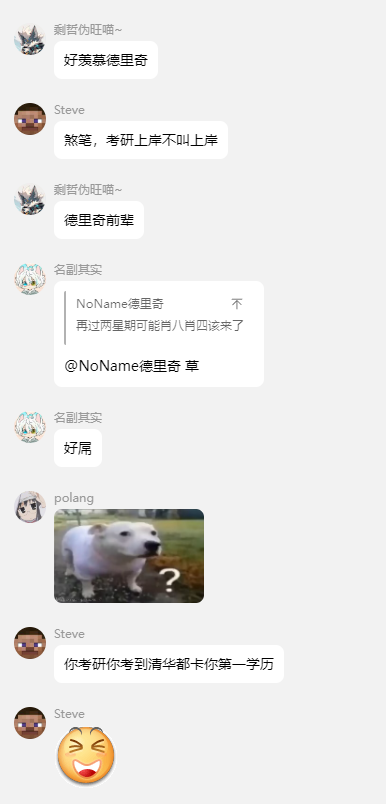 剩哲伪旺喵~
好羡慕德里奇
Steve
煞笔，考研上岸不叫上岸
剩哲伪旺喵~
德里奇前辈
名副其实
NoName德里奇 不
再过两星期可能肖八肖四该来了
@NoName德里奇 草
名副其实
好屌
polang
?
Steve
你考研你考到清华都卡你第一学历
Steve